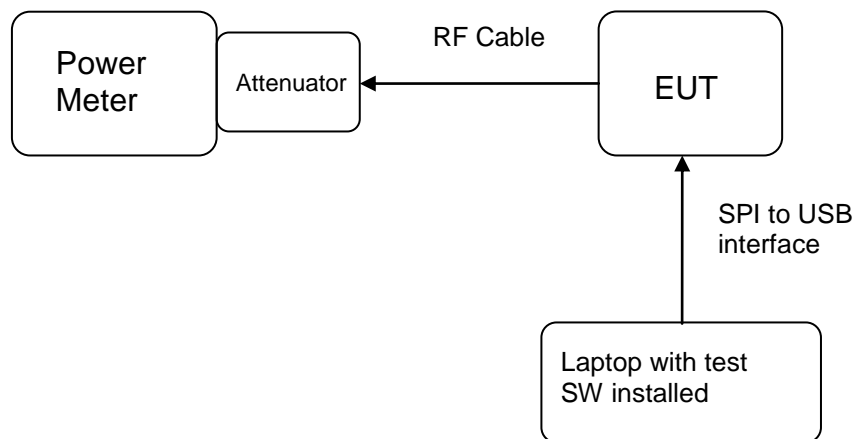 Power
Meter
Attenuator
RF Cable
EUT
SPI to USB
interface
Laptop with test
SW installed